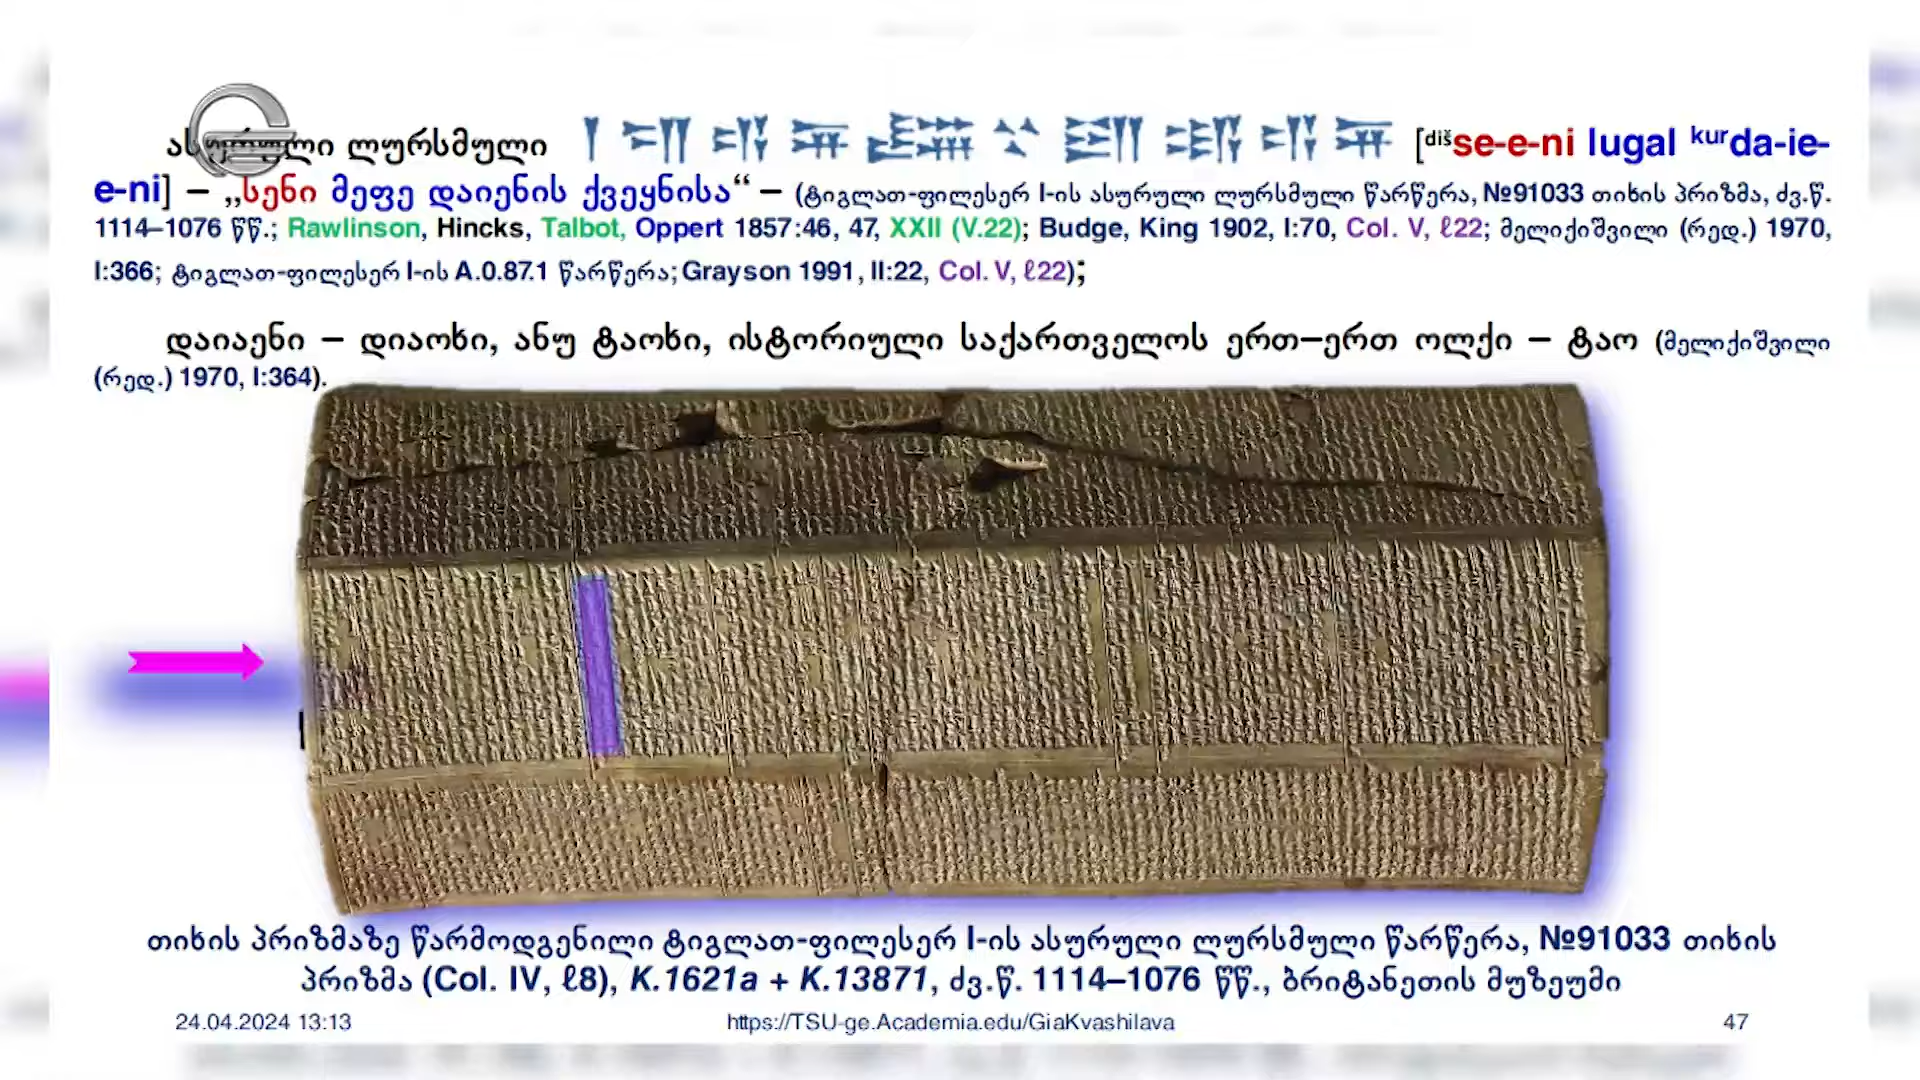 ასურული ლურსმული [ᵈⁱˢ̌se-e-ni lugal ᵏᵘʳda-ie-
e-ni] – „სენი მეფე დაიენის ქვეყნისა“ – (ტიგლათ-ფილესერ I-ის ასურული ლურსმული წარწერა, №91033 თიხის პრიზმა, ძვ.წ.
1114–1076 წწ.; Rawlinson, Hincks, Talbot, Oppert 1857:46, 47, XXII (V.22); Budge, King 1902, I:70, Col. V, ℓ22; მელიქიშვილი (რედ.) 1970,
I:366; ტიგლათ-ფილესერ I-ის A.0.87.1 წარწერა; Grayson 1991, II:22, Col. V, ℓ22);
დაიაენი – დიაოხი, ანუ ტაოხი, ისტორიული საქართველოს ერთ–ერთ ოლქი – ტაო (მელიქიშვილი
(რედ.) 1970, I:364).
თიხის პრიზმაზე წარმოდგენილი ტიგლათ-ფილესერ I-ის ასურული ლურსმული წარწერა, №91033 თიხის
პრიზმა (Col. IV, ℓ8), K.1621a + K.13871, ძვ.წ. 1114–1076 წწ., ბრიტანეთის მუზეუმი
24.04.2024 13:13 https://TSU-ge.Academia.edu/GiaKvashilava 47